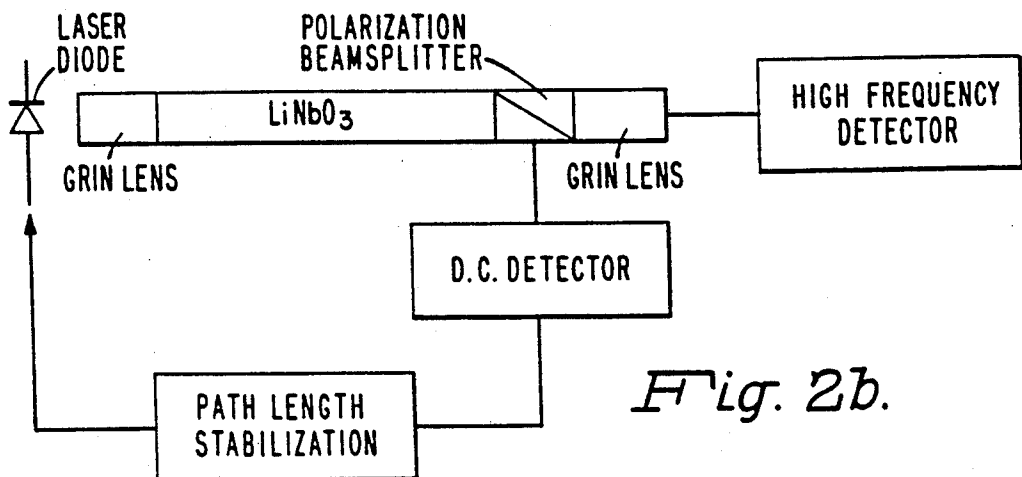 LASER
DIODE
POLARIZATION
BEAMSPLITTER
LiNbO3
GRIN LENS
GRIN LENS
HIGH FREQUENCY
DETECTOR
D.C. DETECTOR
PATH LENGTH
STABILIZATION
Fig. 2b.